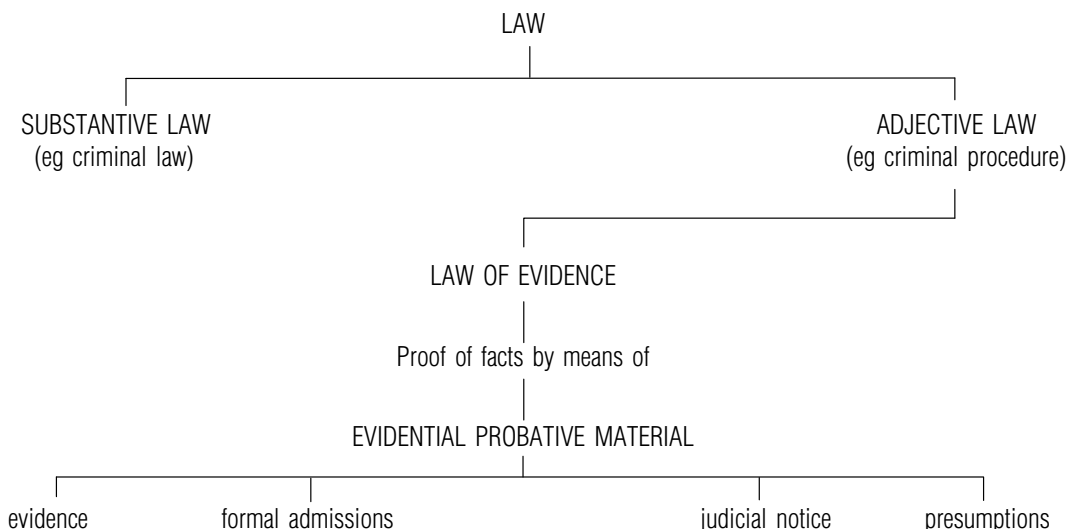 LAW
SUBSTANTIVE LAW
(eg criminal law)
ADJECTIVE LAW
(eg criminal procedure)
LAW OF EVIDENCE
Proof of facts by means of
EVIDENTIAL PROBATIVE MATERIAL
evidence formal admissions judicial notice presumptions